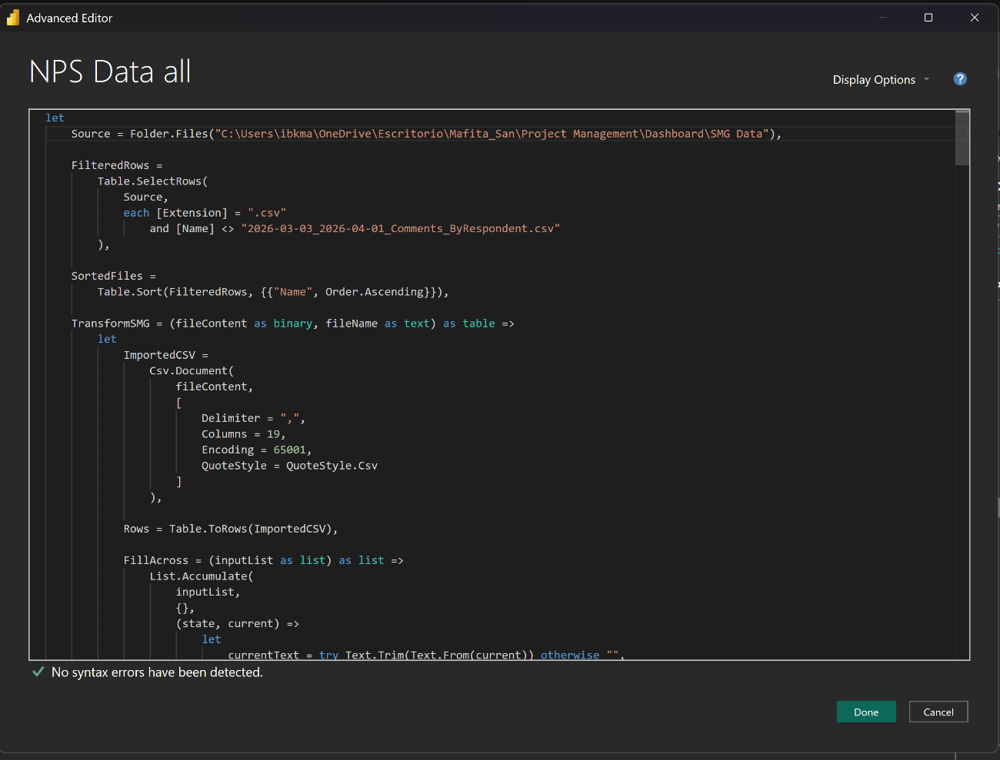 Advanced Editor
NPS Data all
Display Options
?
let
Source = Folder.Files("C:\Users\ibkma\OneDrive\Escritorio\Mafita_San\Project Management\Dashboard\SMG Data"),
FilteredRows =
Table.SelectRows(
Source,
each [Extension] = ".csv"
and [Name] <> "2026-03-03_2026-04-01_Comments_ByRespondent.csv"
),
SortedFiles =
Table.Sort(FilteredRows, {{"Name", Order.Ascending}}),
TransformSMG = (fileContent as binary, fileName as text) as table =>
let
ImportedCSV =
Csv.Document(
fileContent,
[
Delimiter = ",",
Columns = 19,
Encoding = 65001,
QuoteStyle = QuoteStyle.Csv
]
),
Rows = Table.ToRows(ImportedCSV),
FillAcross = (inputList as list) as list =>
List.Accumulate(
inputList,
{},
(state, current) =>
let
currentText = try Text.Trim(Text.From(current)) otherwise "",
No syntax errors have been detected.
Done
Cancel